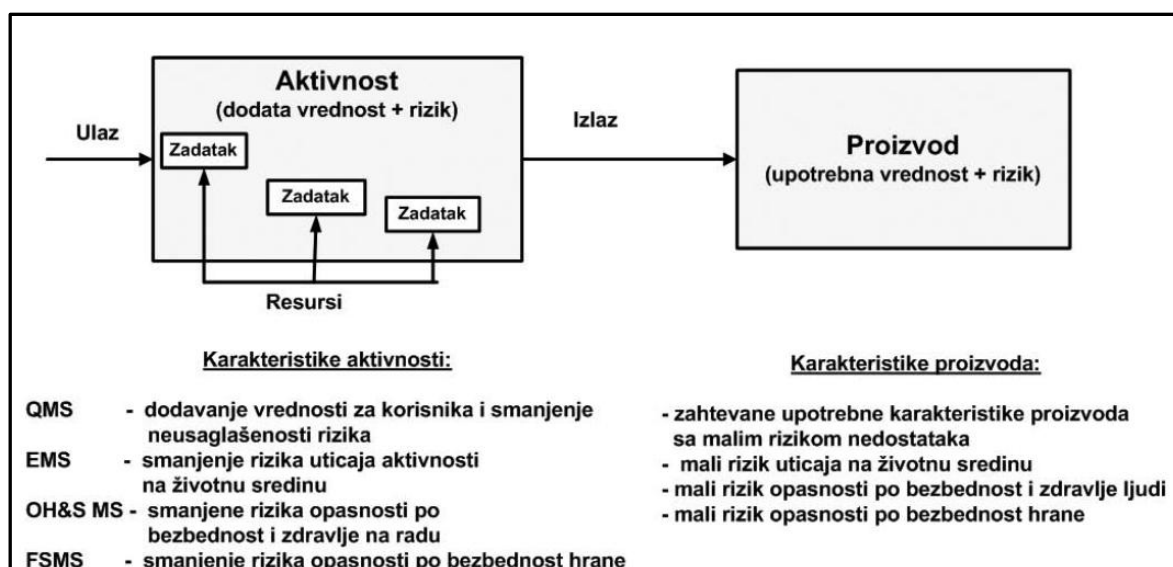 Aktivnost
(dodata vrednost + rizik)
Ulaz
Zadatak
Zadatak
Zadatak
Resursi
Izlaz
Proizvod
(upotrebna vrednost + rizik)
Karakteristike aktivnosti:
QMS - dodavanje vrednosti za korisnika i smanjenje
neusaglašenosti rizika
EMS - smanjenje rizika uticaja aktivnosti
na životnu sredinu
OH&S MS - smanjene rizika opasnosti po
bezbednost i zdravlje na radu
FSMS - smanjenje rizika opasnosti po bezbednost hrane
Karakteristike proizvoda:
- zahtevane upotrebne karakteristike proizvoda
sa malim rizikom nedostataka
- mali rizik uticaja na životnu sredinu
- mali rizik opasnosti po bezbednost i zdravlje ljudi
- mali rizik opasnosti po bezbednost hrane